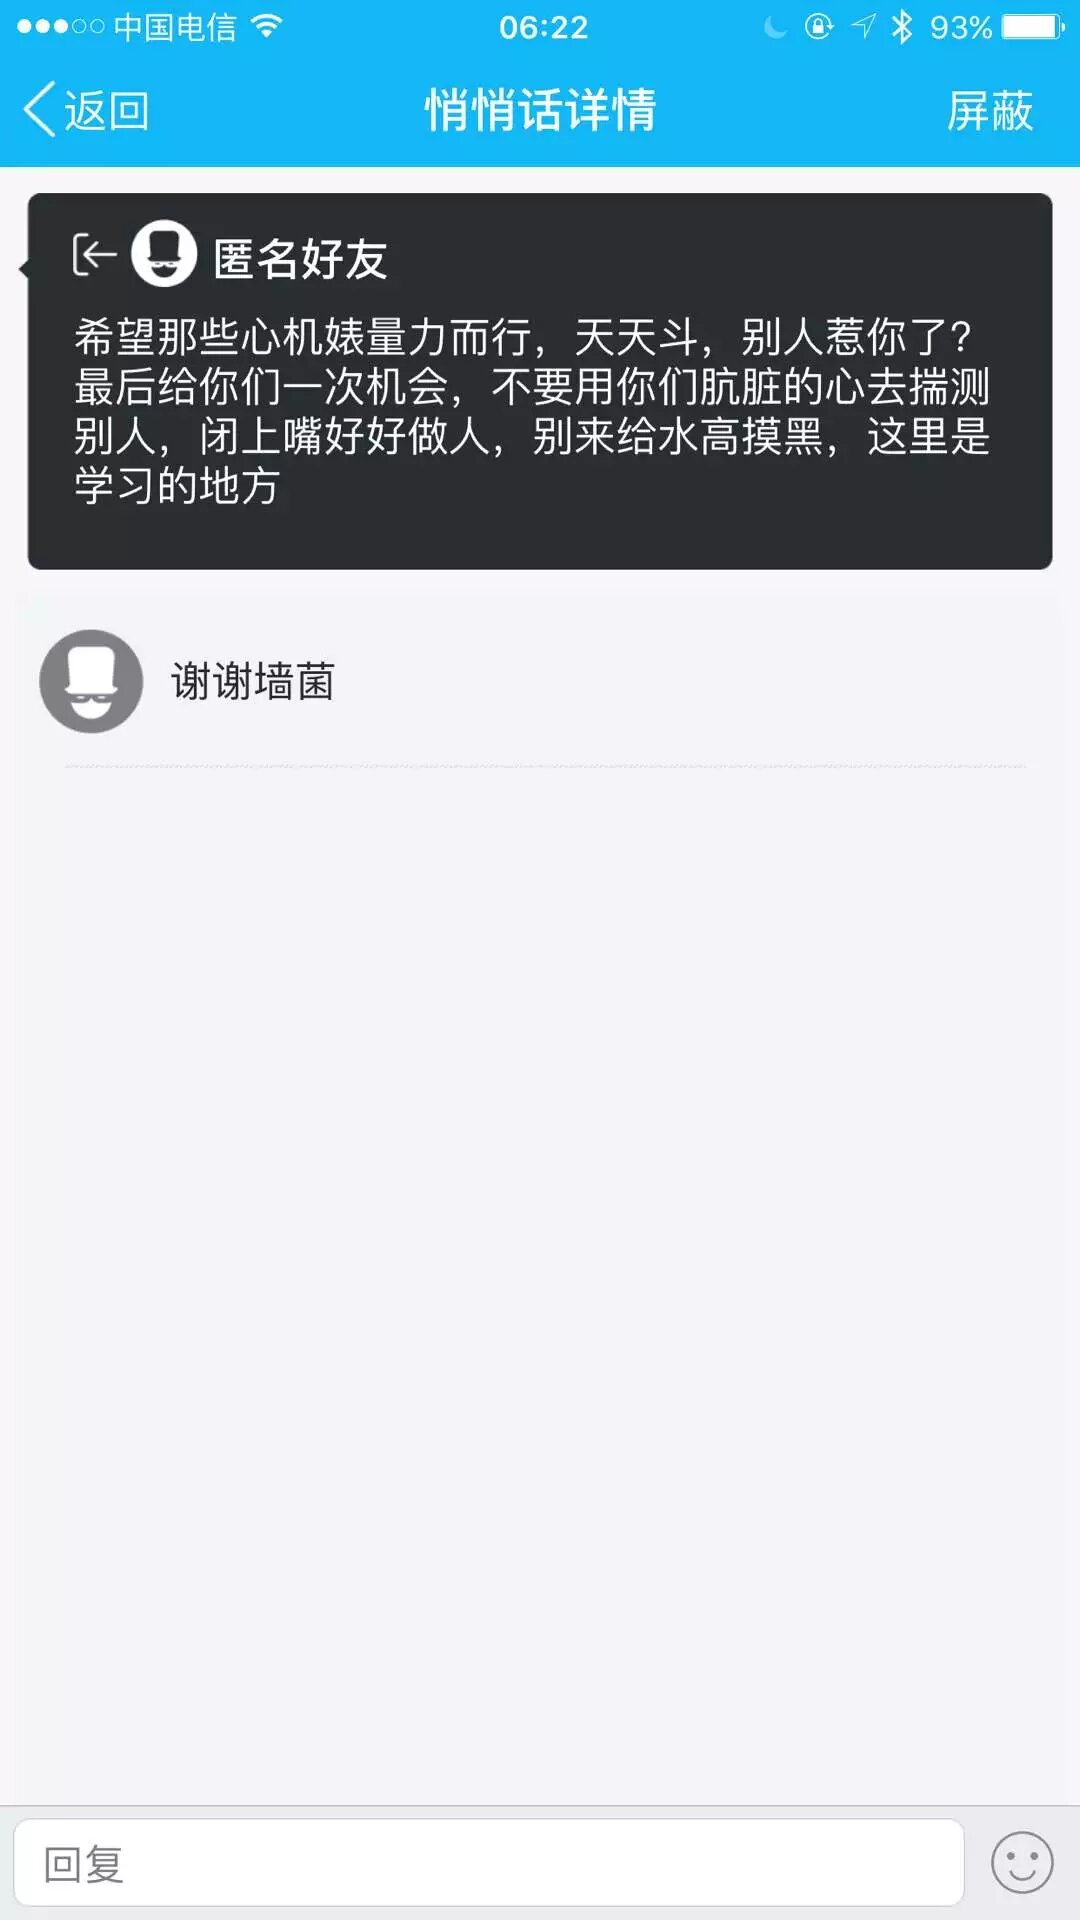 中国电信
06:22
93%
返回
悄悄话详情
屏蔽
匿名好友
希望那些心机婊量力而行，天天斗，别人惹你了？
最后给你们一次机会，不要用你们肮脏的心去揣测
别人，闭上嘴好好做人，别来给水高摸黑，这里是
学习的地方
谢谢墙菌
回复